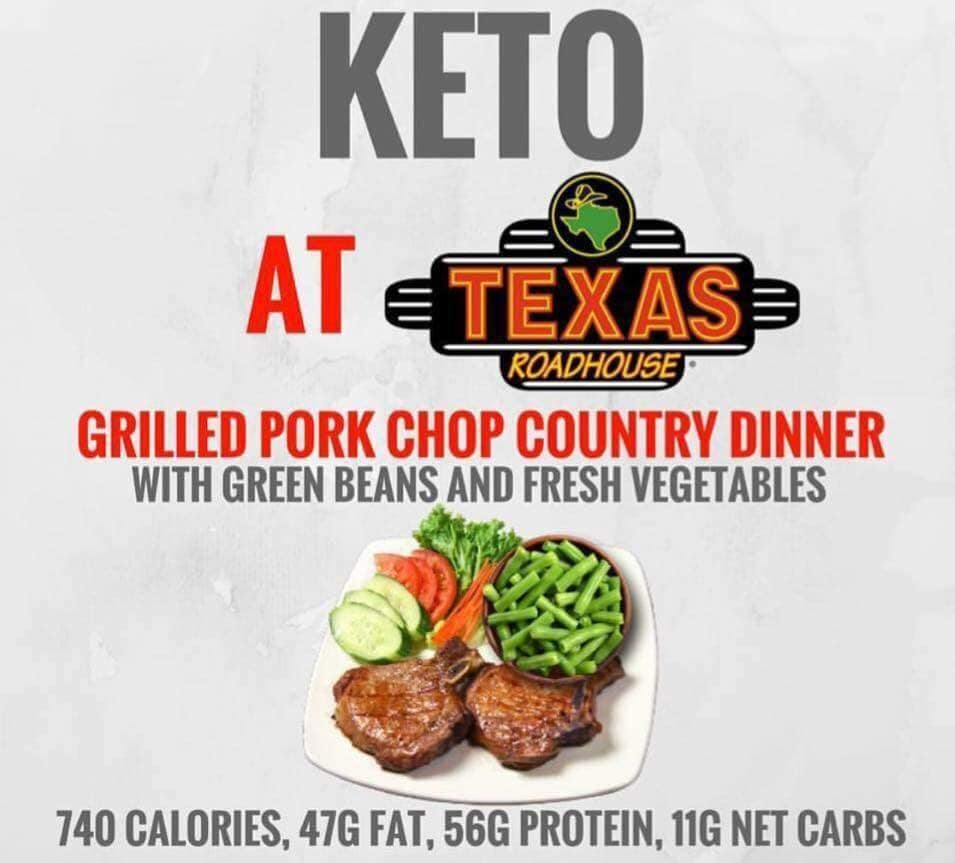 KETO
AT
TEXAS
ROADHOUSE
GRILLED PORK CHOP COUNTRY DINNER
WITH GREEN BEANS AND FRESH VEGETABLES
740 CALORIES, 47G FAT, 56G PROTEIN, 11G NET CARBS